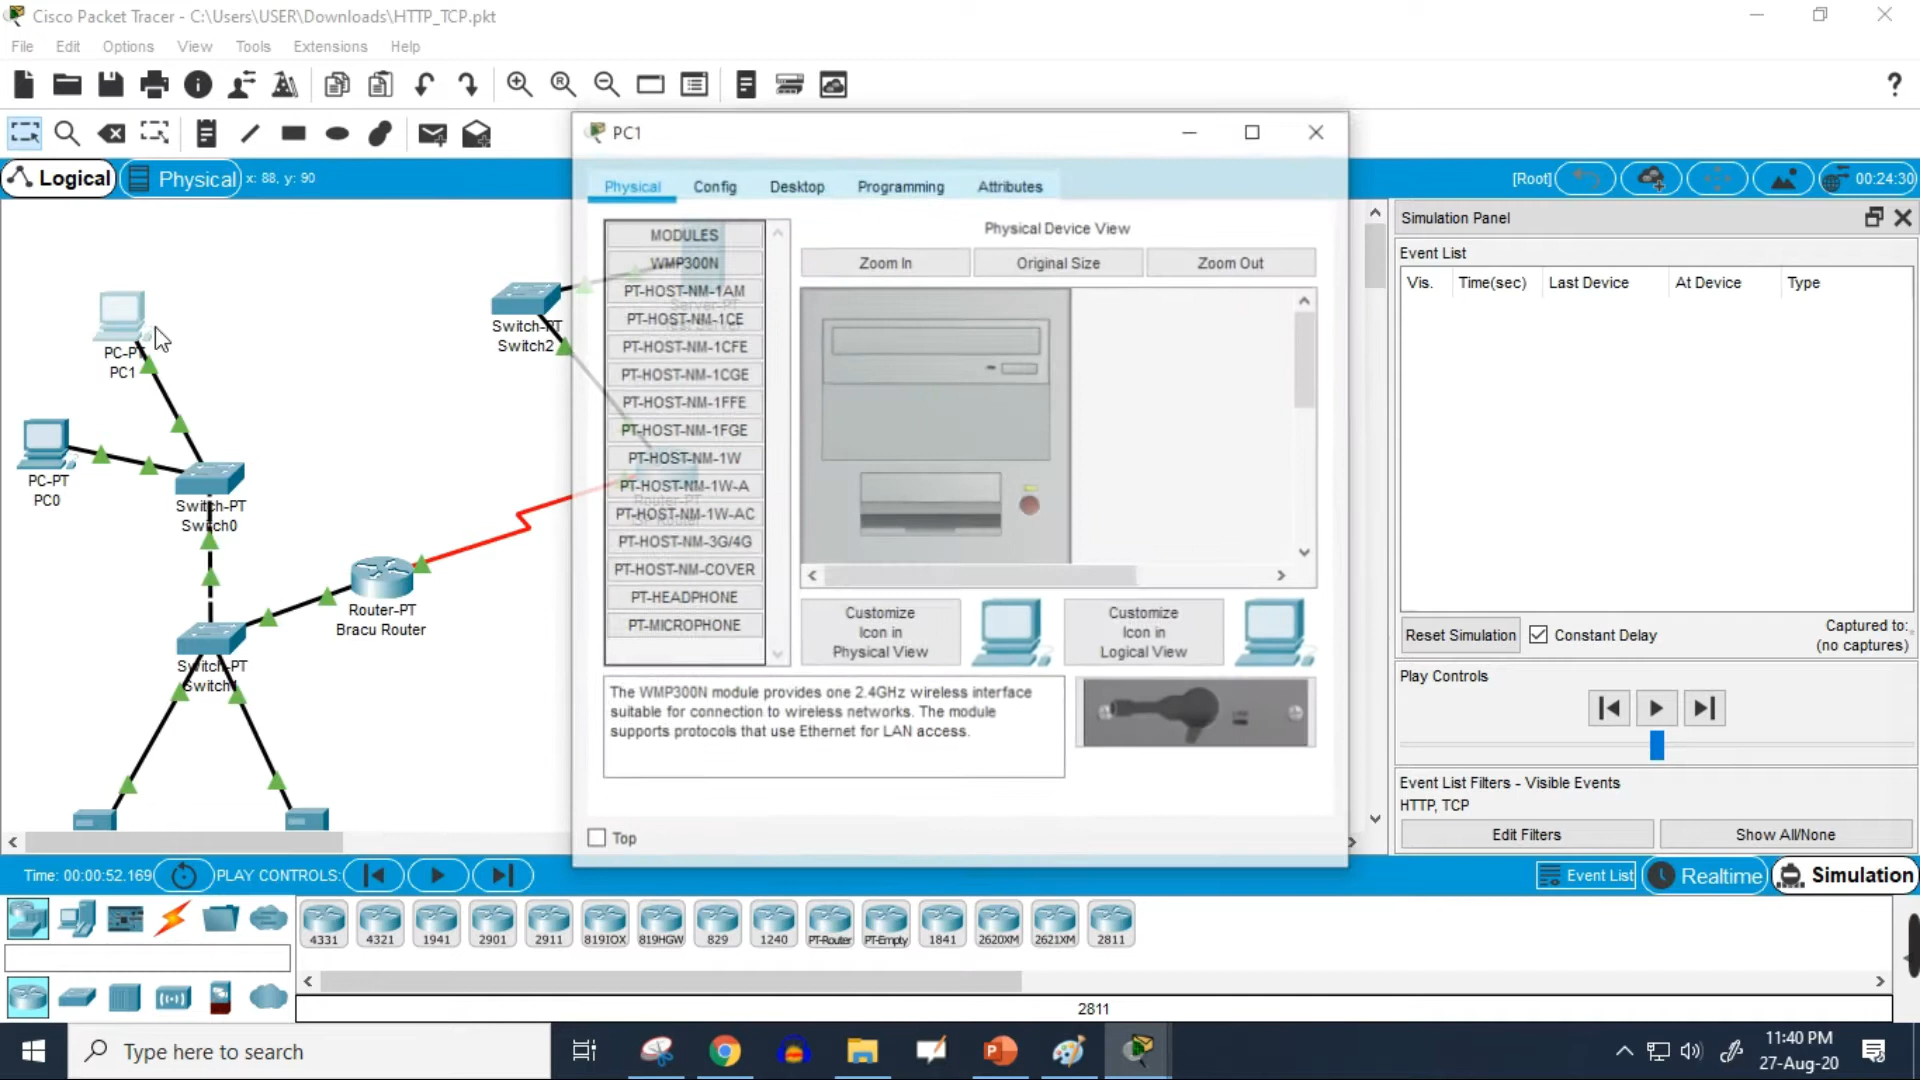 Cisco Packet Tracer - C:\Users\USER\Downloads\HTTP_TCP.pkt
File Edit Options View Tools Extensions Help
?
Logical Physical x: 88, y: 90
[Root] 00:24:30
PC-PT
PC1
PC-PT
PC0
Switch-PT
Switch0
Switch-PT
Switch2
Router-PT
Bracu Router
Switch-PT
Switch1
PC1
Physical Config Desktop Programming Attributes
MODULES
WMP300N
PT-HOST-NM-1AM
PT-HOST-NM-1CE
PT-HOST-NM-1CFE
PT-HOST-NM-1CGE
PT-HOST-NM-1FFE
PT-HOST-NM-1FGE
PT-HOST-NM-1W
PT-HOST-NM-1W-A
PT-HOST-NM-1W-AC
PT-HOST-NM-3G/4G
PT-HOST-NM-COVER
PT-HEADPHONE
PT-MICROPHONE
Physical Device View
Zoom In Original Size Zoom Out
Customize
Icon in
Physical View
Customize
Icon in
Logical View
The WMP300N module provides one 2.4GHz wireless interface
suitable for connection to wireless networks. The module
supports protocols that use Ethernet for LAN access.
Top
Simulation Panel
Event List
Vis. Time(sec) Last Device At Device Type
Reset Simulation Constant Delay
Captured to:
(no captures)
Play Controls
Event List Filters - Visible Events
HTTP, TCP
Edit Filters Show All/None
Time: 00:00:52.169 PLAY CONTROLS:
Event List Realtime Simulation
4331 4321 1941 2901 2911 819IOX 819HGW 829 1240 PT-Router PT-Empty 1841 2620XM 2621XM 2811
2811
Type here to search
11:40 PM
27-Aug-20